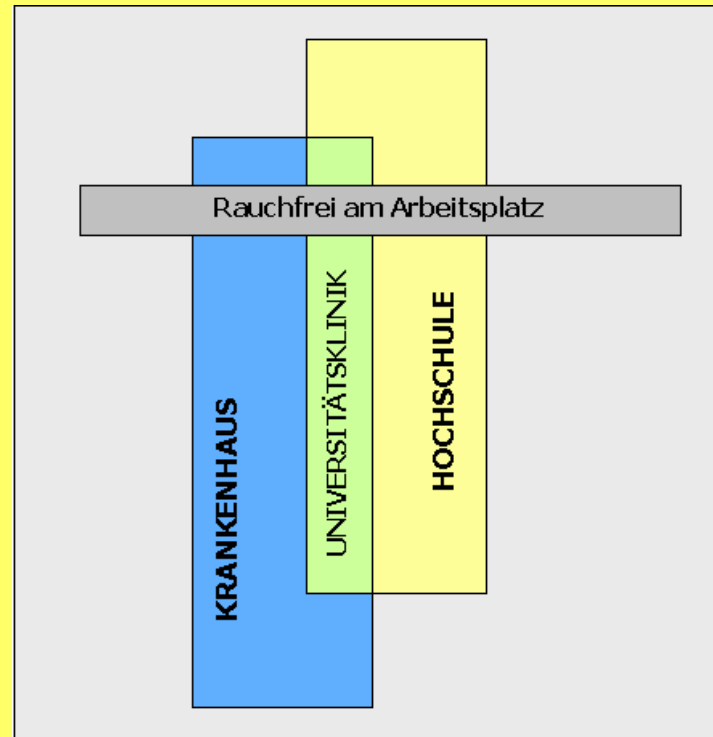 Rauchfrei am Arbeitsplatz
KRANKENHAUS
UNIVERSITÄTSKLINIK
HOCHSCHULE